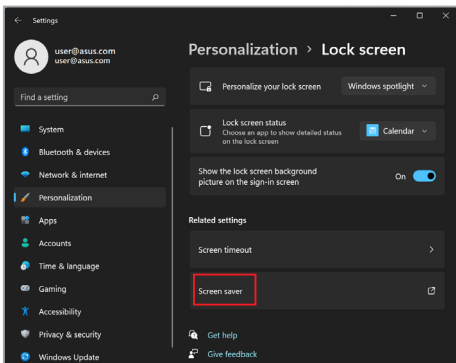 Settings
user@asus.com
user@asus.com
Find a setting
System
Bluetooth & devices
Network & internet
Personalization
Apps
Accounts
Time & language
Gaming
Accessibility
Privacy & security
Windows Update
Personalization > Lock screen
Personalize your lock screen
Windows spotlight
Lock screen status
Choose an app to show detailed status
on the lock screen
Calendar
Show the lock screen background
picture on the sign-in screen
On
Related settings
Screen timeout
Screen saver
Get help
Give feedback